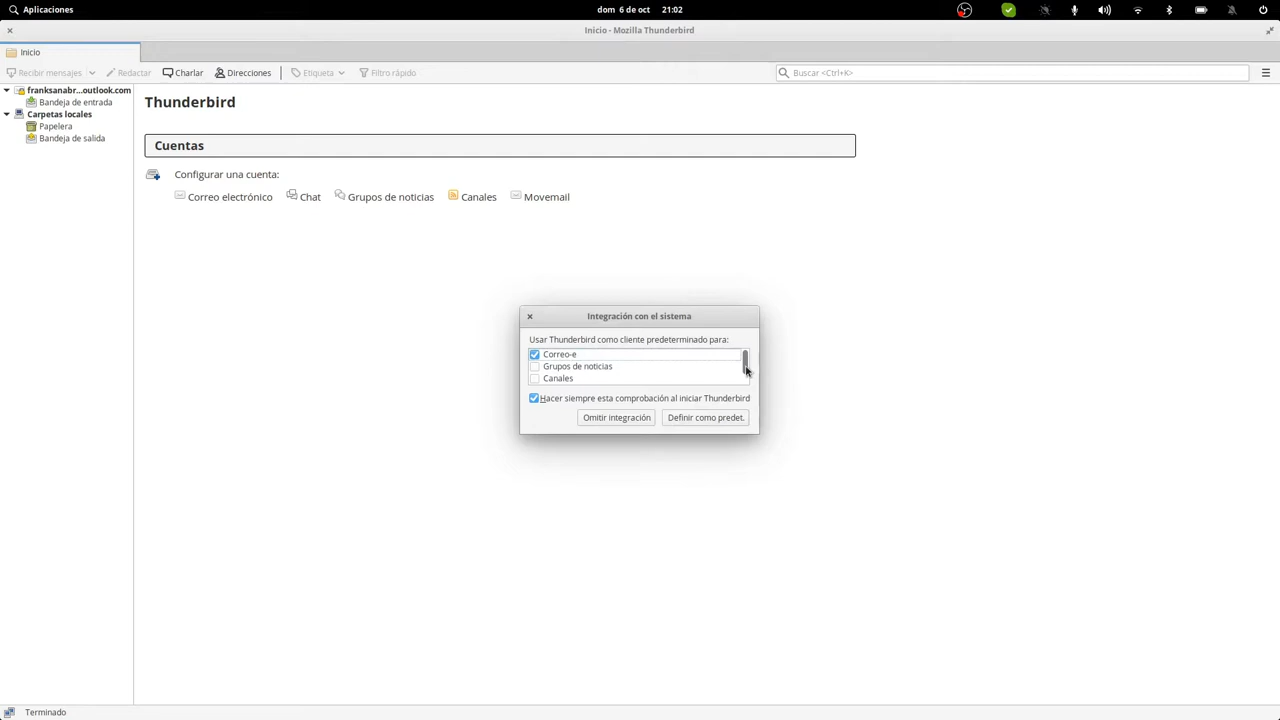 Aplicaciones
dom 6 de oct 21:02
Inicio - Mozilla Thunderbird
Inicio
Recibir mensajes
Redactar
Charlar
Direcciones
Etiqueta
Filtro rápido
Buscar <Ctrl+K>
franksanabr...outlook.com
Bandeja de entrada
Carpetas locales
Papelera
Bandeja de salida
Thunderbird
Cuentas
Configurar una cuenta:
Correo electrónico
Chat
Grupos de noticias
Canales
Movemail
Integración con el sistema
Usar Thunderbird como cliente predeterminado para:
Correo-e
Grupos de noticias
Canales
Hacer siempre esta comprobación al iniciar Thunderbird
Omitir integración
Definir como predet.
Terminado